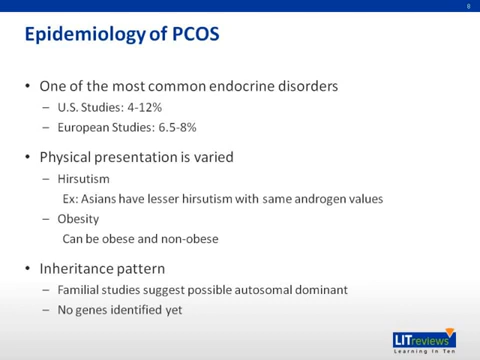 8
Epidemiology of PCOS
• One of the most common endocrine disorders
– U.S. Studies: 4-12%
– European Studies: 6.5-8%
• Physical presentation is varied
– Hirsutism
Ex: Asians have lesser hirsutism with same androgen values
– Obesity
Can be obese and non-obese
• Inheritance pattern
– Familial studies suggest possible autosomal dominant
– No genes identified yet
LITreviews
Learning in Ten